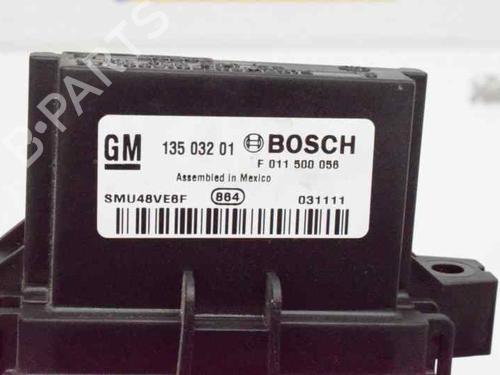 GM 135 032 01 BOSCH
F 011 500 056
Assembled in Mexico
SMU48VE6F 864 031111
B-PARTS